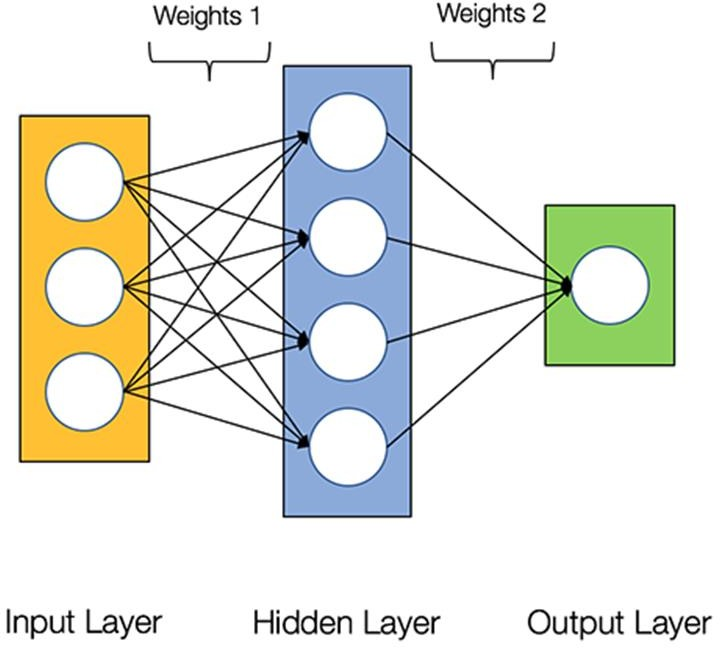 Weights 1
Weights 2
Input Layer
Hidden Layer
Output Layer